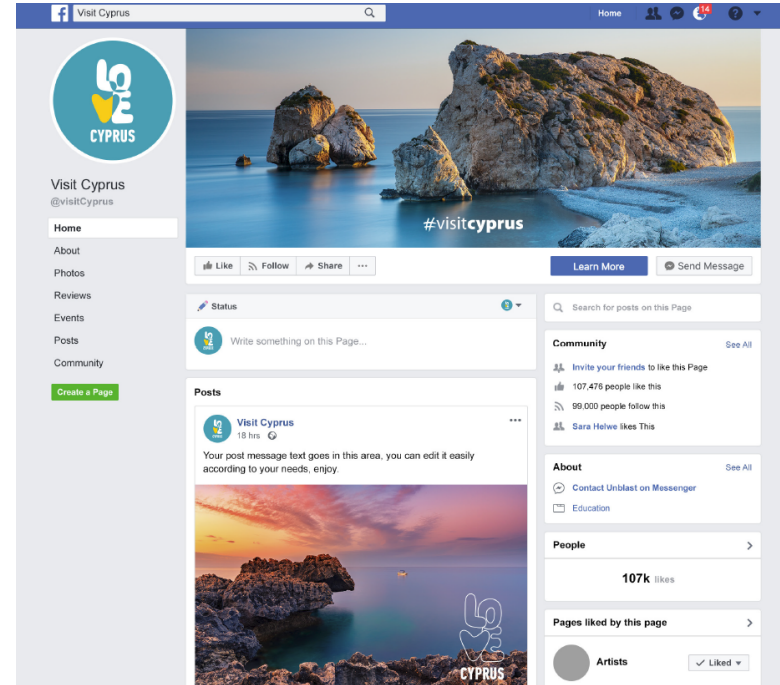 Visit Cyprus
Home
14
LOVE
CYPRUS
#visitcyprus
Visit Cyprus
@visitCyprus
Home
About
Photos
Reviews
Events
Posts
Community
Create a Page
Like
Follow
Share
Learn More
Send Message
Status
Write something on this Page...
Posts
Visit Cyprus
18 hrs
Your post message text goes in this area, you can edit it easily
according to your needs, enjoy.
LOVE
CYPRUS
Search for posts on this Page
Community
See All
Invite your friends to like this Page
107,476 people like this
99,000 people follow this
Sara Helwe likes This
About
See All
Contact Unblast on Messenger
Education
People
107k likes
Pages liked by this page
Artists
Liked